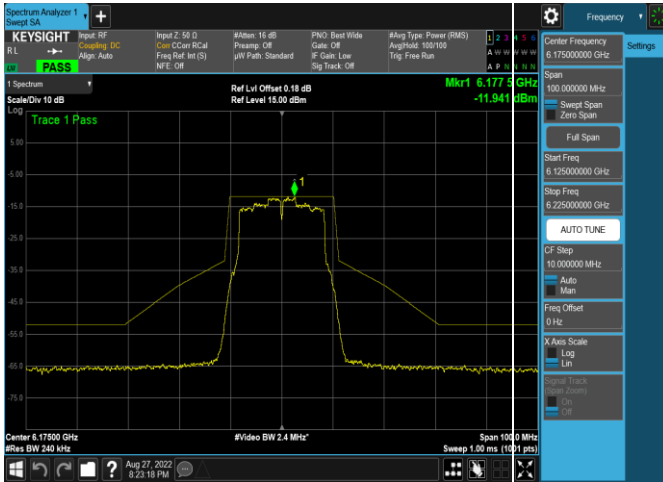 Spectrum Analyzer 1
Swept SA
+
Frequency
KEYSIGHT
Input: RF
Coupling: DC
Align: Auto
Input Z: 50 Ω
Corr CCorr RCal
Freq Ref: Int (S)
NFE: Off
#Atten: 16 dB
Preamp: Off
µW Path: Standard
PNO: Best Wide
Gate: Off
IF Gain: Low
Sig Track: Off
#Avg Type: Power (RMS)
Avg|Hold: 100/100
Trig: Free Run
1 2 3 4 5 6
A W W W W W
A P N N N N
R L
PASS
1 Spectrum
Scale/Div 10 dB
Log
Ref Lvl Offset 0.18 dB
Ref Level 15.00 dBm
Mkr1 6.177 5 GHz
-11.941 dBm
Trace 1 Pass
1
5.00
-5.00
-15.0
-25.0
-35.0
-45.0
-55.0
-65.0
-75.0
Center 6.17500 GHz
#Res BW 240 kHz
#Video BW 2.4 MHz*
Span 100.0 MHz
Sweep 1.00 ms (1001 pts)
?
Aug 27, 2022
8:23:18 PM
Settings
Center Frequency
6.175000000 GHz
Span
100.000000 MHz
Swept Span
Zero Span
Full Span
Start Freq
6.125000000 GHz
Stop Freq
6.225000000 GHz
AUTO TUNE
CF Step
10.000000 MHz
Auto
Man
Freq Offset
0 Hz
X Axis Scale
Log
Lin
Signal Track
(Span Zoom)
On
Off